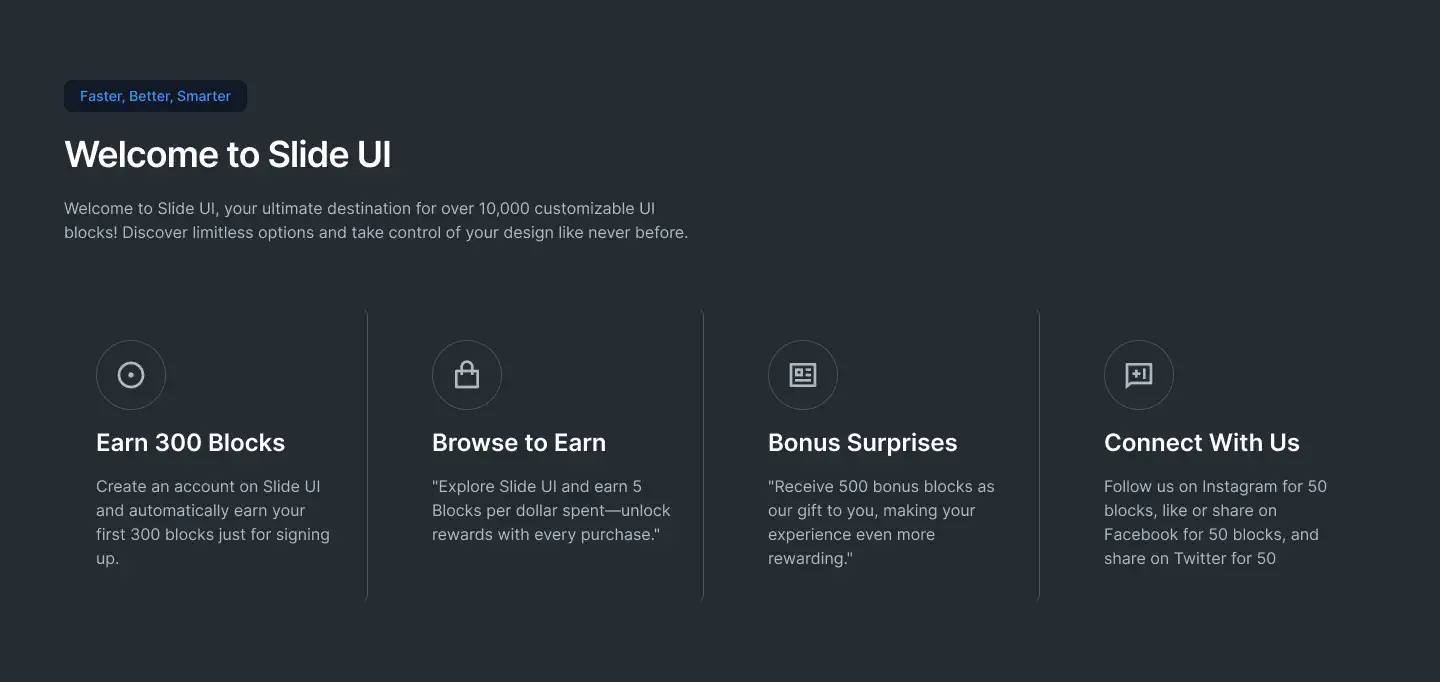 Faster, Better, Smarter
Welcome to Slide UI
Welcome to Slide UI, your ultimate destination for over 10,000 customizable UI
blocks! Discover limitless options and take control of your design like never before.
Earn 300 Blocks
Create an account on Slide UI
and automatically earn your
first 300 blocks just for signing
up.
Browse to Earn
"Explore Slide UI and earn 5
Blocks per dollar spent—unlock
rewards with every purchase."
Bonus Surprises
"Receive 500 bonus blocks as
our gift to you, making your
experience even more
rewarding."
Connect With Us
Follow us on Instagram for 50
blocks, like or share on
Facebook for 50 blocks, and
share on Twitter for 50